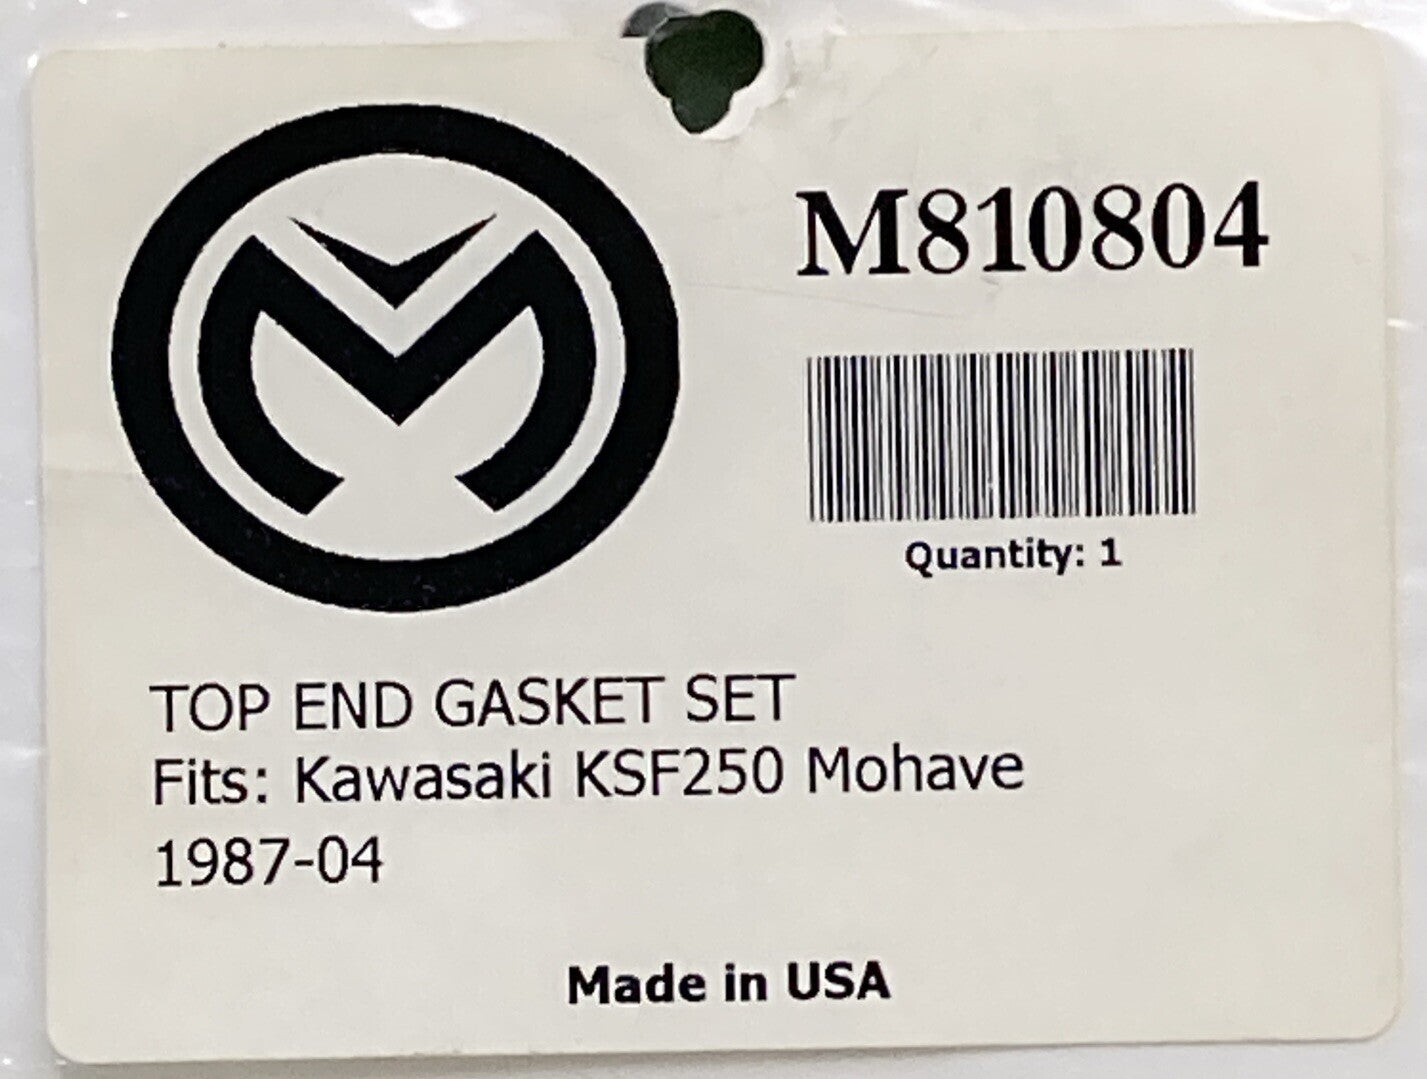 M810804
Quantity: 1
TOP END GASKET SET
Fits: Kawasaki KSF250 Mohave
1987-04
Made in USA